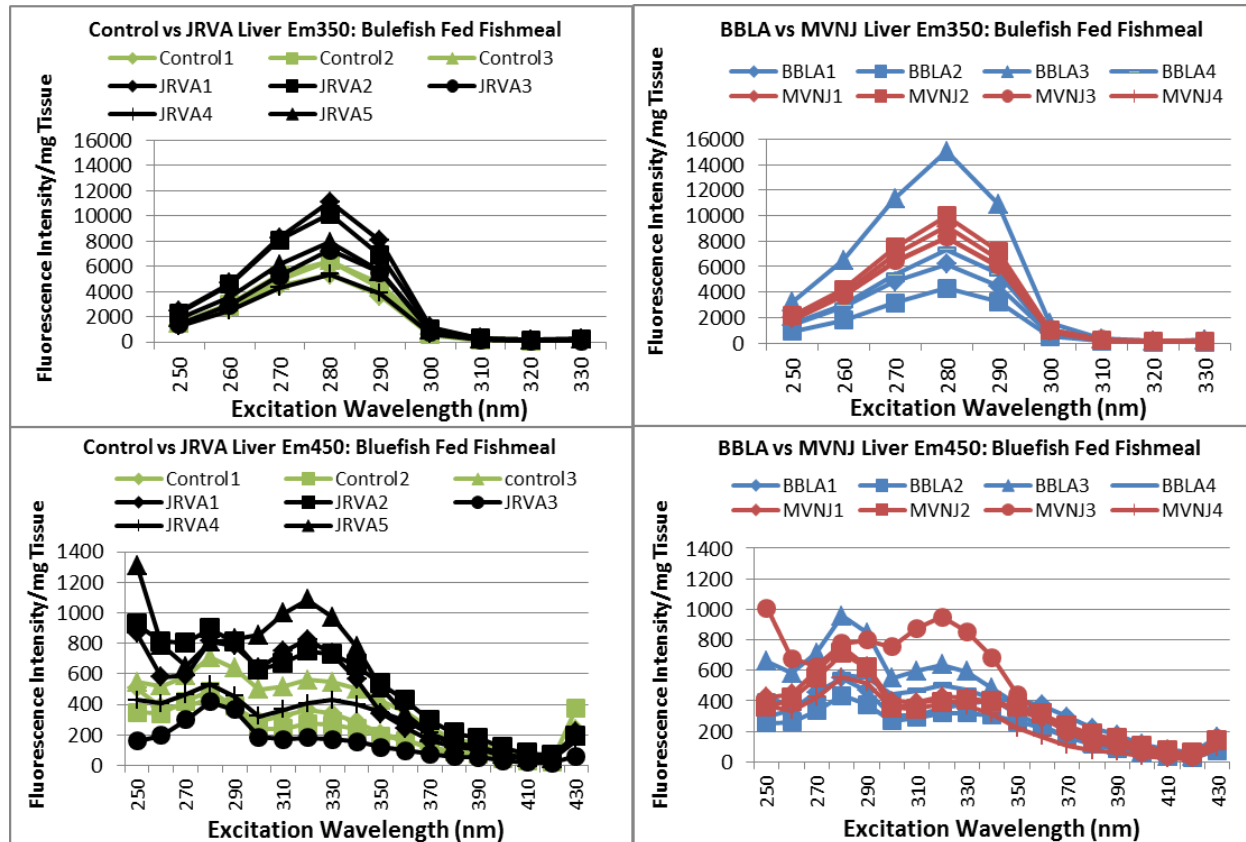 Control vs JRVA Liver Em350: Bulefish Fed Fishmeal
Control1 Control2 Control3
JRVA1 JRVA2 JRVA3
JRVA4 JRVA5
Fluorescence Intensity/mg Tissue
16000
14000
12000
10000
8000
6000
4000
2000
0
250 260 270 280 290 300 310 320 330
Excitation Wavelength (nm)
BBLA vs MVNJ Liver Em350: Bulefish Fed Fishmeal
BBLA1 BBLA2 BBLA3 BBLA4
MVNJ1 MVNJ2 MVNJ3 MVNJ4
Fluorescence Intensity/mg Tissue
16000
14000
12000
10000
8000
6000
4000
2000
0
250 260 270 280 290 300 310 320 330
Excitation Wavelength (nm)
Control vs JRVA Liver Em450: Bluefish Fed Fishmeal
Control1 Control2 control3
JRVA1 JRVA2 JRVA3
JRVA4 JRVA5
Fluorescence Intensity/mg Tissue
1400
1200
1000
800
600
400
200
0
250 270 290 310 330 350 370 390 410 430
Excitation Wavelength (nm)
BBLA vs MVNJ Liver Em450: Bluefish Fed Fishmeal
BBLA1 BBLA2 BBLA3 BBLA4
MVNJ1 MVNJ2 MVNJ3 MVNJ4
Fluorescence Intensity/mg Tissue
1400
1200
1000
800
600
400
200
0
250 270 290 310 330 350 370 390 410 430
Excitation Wavelength (nm)